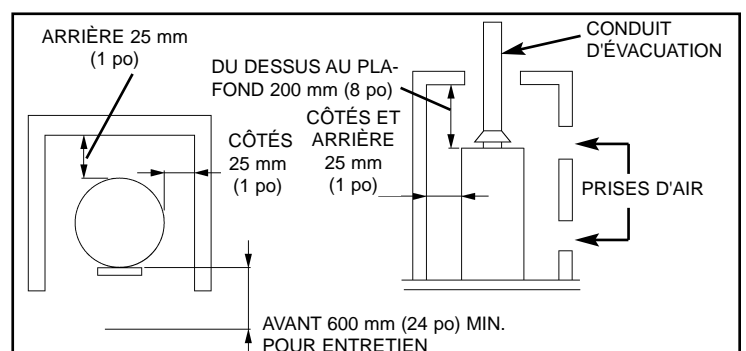 ARRIÈRE 25 mm
(1 po)
DU DESSUS AU PLA-
FOND 200 mm (8 po)
CONDUIT
D'ÉVACUATION
CÔTÉS
25 mm
(1 po)
CÔTÉS ET
ARRIÈRE
25 mm
(1 po)
PRISES D'AIR
AVANT 600 mm (24 po) MIN.
POUR ENTRETIEN